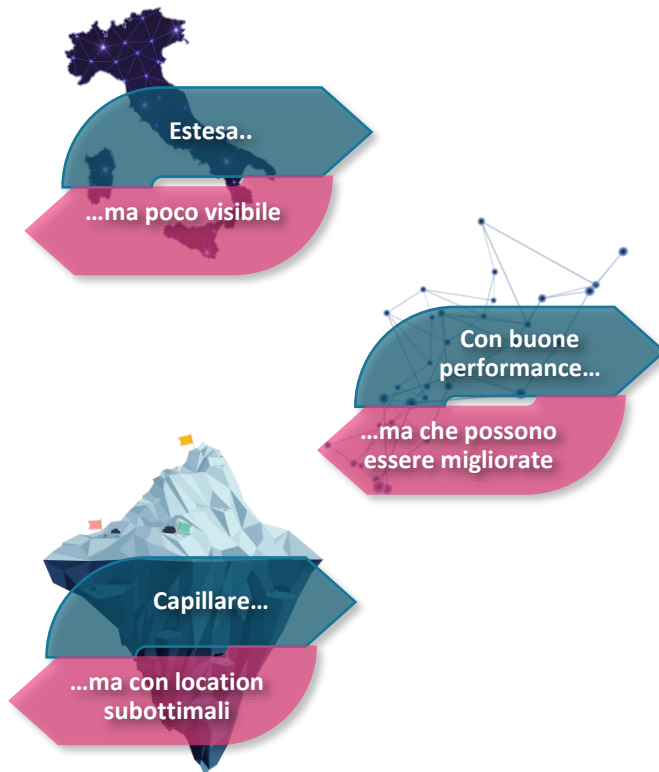 Estesa..
...ma poco visibile
Con buone
performance...
...ma che possono
essere migliorate
Capillare...
...ma con location
subottimali